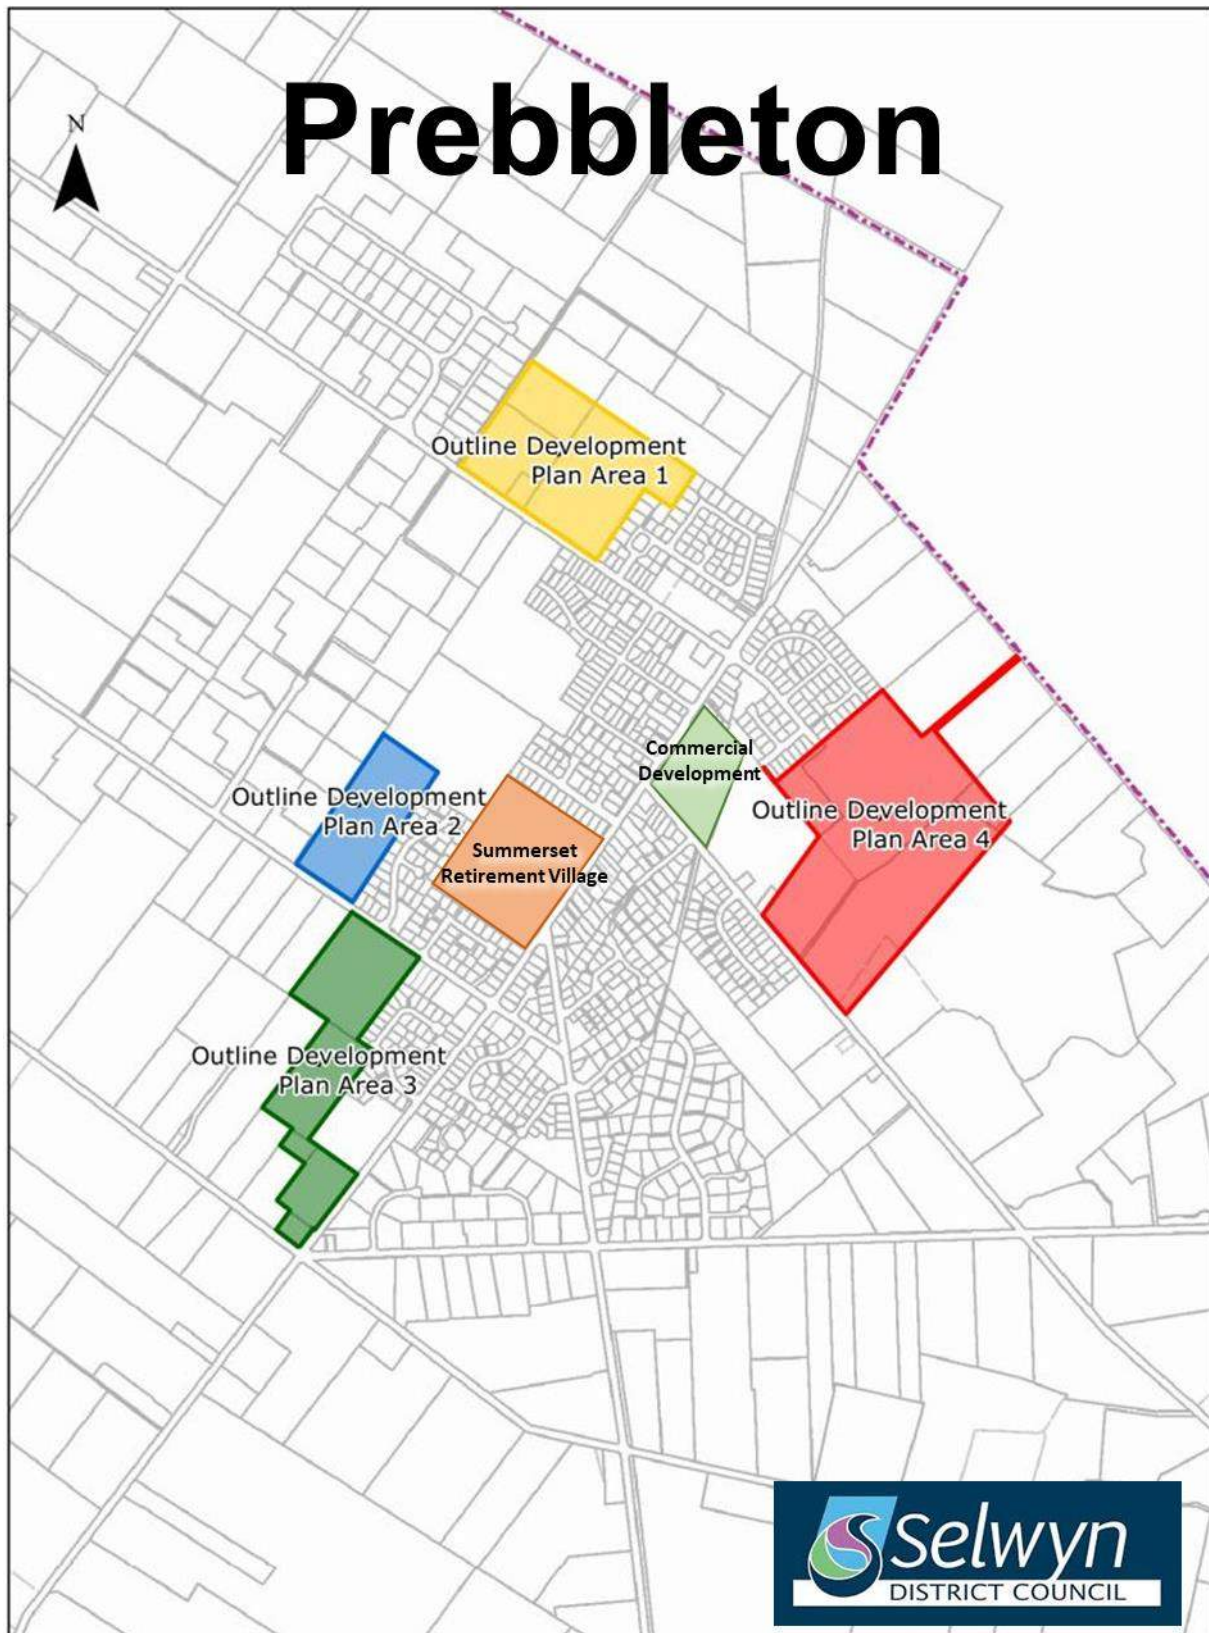 Prebbleton
N
Outline Development
Plan Area 1
Commercial
Development
Outline Development
Plan Area 2
Outline Development
Plan Area 4
Summerset
Retirement Village
Outline Development
Plan Area 3
Selwyn
DISTRICT COUNCIL